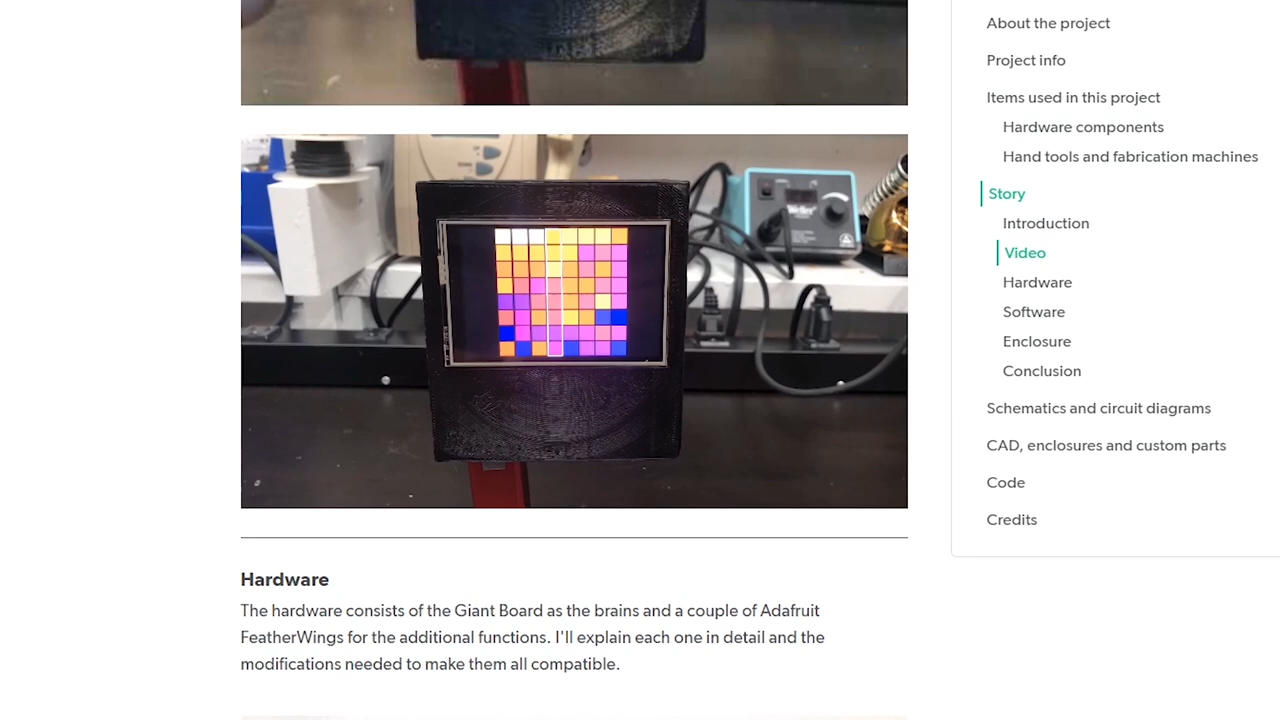 About the project
Project info
Items used in this project
Hardware components
Hand tools and fabrication machines
Story
Introduction
Video
Hardware
Software
Enclosure
Conclusion
Schematics and circuit diagrams
CAD, enclosures and custom parts
Code
Credits
Weller
Hardware
The hardware consists of the Giant Board as the brains and a couple of Adafruit
FeatherWings for the additional functions. I'll explain each one in detail and the
modifications needed to make them all compatible.